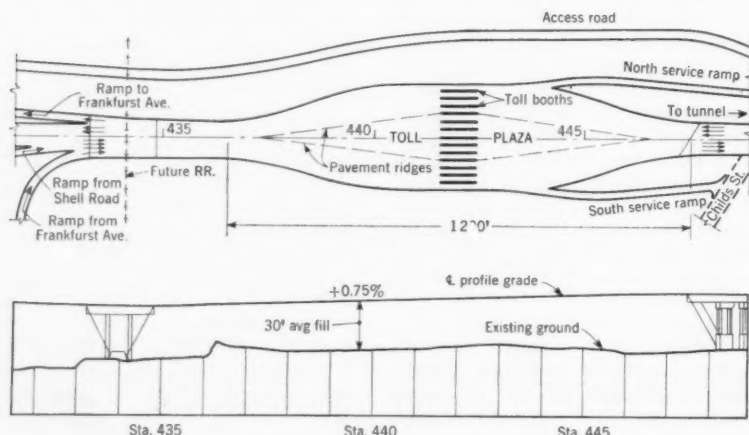 Access road
North service ramp
Ramp to
Frankfurst Ave.
Toll booths
To tunnel
435
440
TOLL
PLAZA
445
Pavement ridges
Ramp from
Shell Road
Future RR.
Ramp from
Frankfurst Ave.
South service ramp
Childs St.
+0.75%
℄ profile grade
30' avg fill
Existing ground
Sta. 435
Sta. 440
Sta. 445